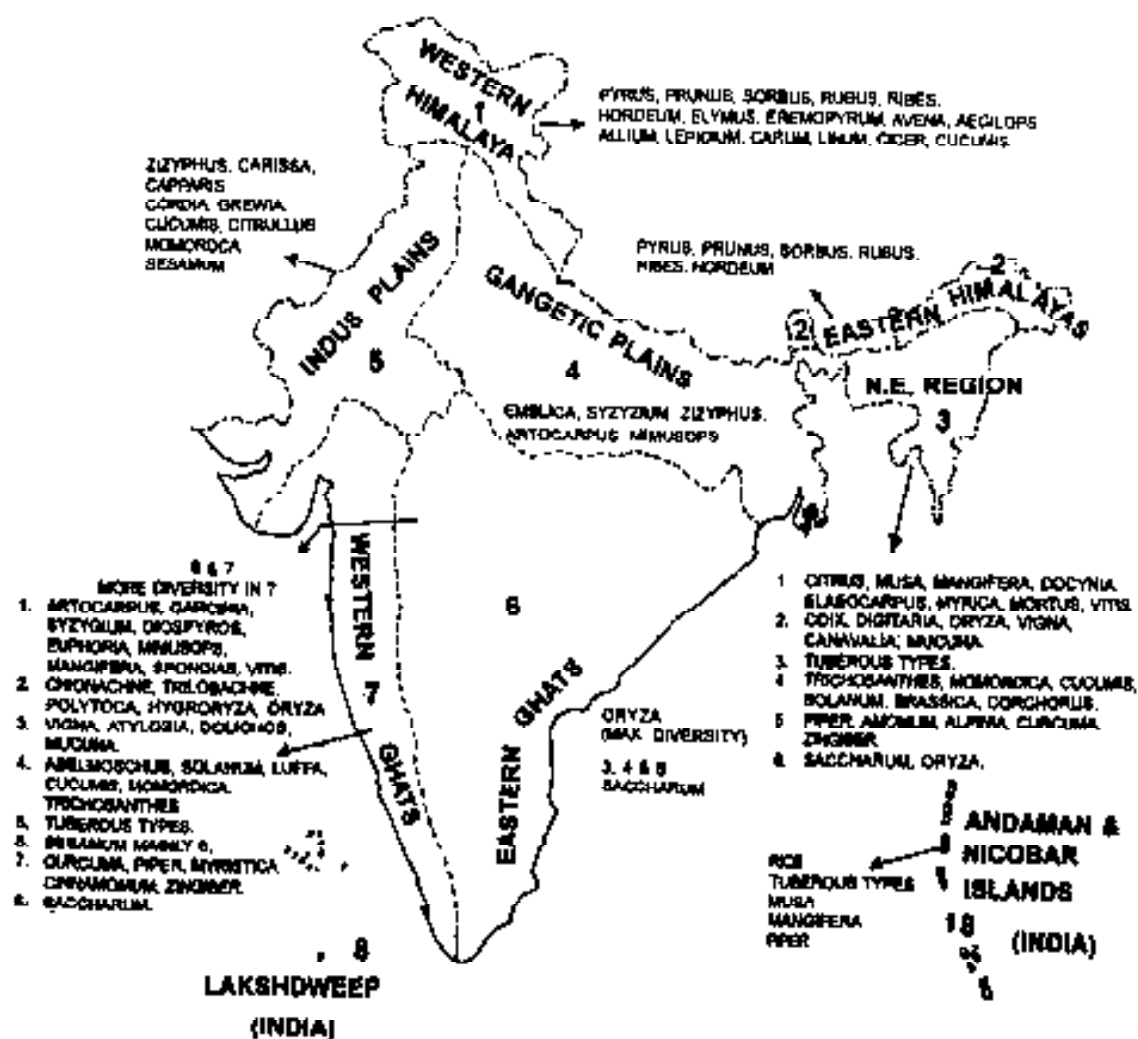 WESTERN
HIMALAYA
1
PYRUS, PRUNUS, SORBUS, RUBUS, RIBES.
HORDEUM, ELYMUS, EREMOPYRUM, AVENA, AEGILOPS
ALLIUM, LEPIDIUM, CARUM, LINUM, CICER, CUCUMIS
ZIZYPHUS, CARISSA,
CAPPARIS
CORDIA, GREWIA,
CUCUMIS, CITRULLUS
MOMORDCA
SESAMUM
PYRUS, PRUNUS, SORBUS, RUBUS,
RIBES, HORDEUM
INDUS PLAINS
5
GANGETIC PLAINS
4
EMBLICA, SYZYZIUM ZIZYPHUS,
ARTOCARPUS MIMUSOPS
2
2
EASTERN HIMALAYAS
N.E. REGION
3
6 & 7
MORE DIVERSITY IN 7
1. ARTOCARPUS, GARCINIA,
SYZYGIUM, DIOSPYROS,
EUPHORIA, MINUSOPS,
MANGIFERA, SPONDIAS, VITIS.
2. CHIONACHNE, TRILOBACHNE,
POLYTOCA, HYGRORYZA, ORYZA
3. VIGNA, ATYLOSIA, DOLICHOS,
MUCUNA.
4. ABELMOSCHUS, SOLANUM, LUFFA,
CUCUMIS, MOMORDICA,
TRICHOSANTHES
5. TUBEROUS TYPES.
6. SESAMUM MAINLY 6,
7. CURCUMA, PIPER, MYRISTICA
CINNAMOMUM, ZINGIBER.
SACCHARUM.
WESTERN GHATS
7
6
EASTERN GHATS
ORYZA
(MAX. DIVERSITY)
3, 4 & 6
SACCHARUM
1 CITRUS, MUSA, MANGIFERA, DOCYNIA
ELAEOCARPUS, MYRICA, MORTUS, VITIS
2. COIX, DIGITARIA, ORYZA, VIGNA,
CANAVALIA, MUCUNA.
3. TUBEROUS TYPES.
4 TRICHOSANTHES, MOMORDICA, CUCUMIS,
SOLANUM, BRASSICA, CORCHORUS.
5 PIPER, AMOMUM, ALPINA, CURCUMA,
ZINGIBER
6. SACCHARUM, ORYZA,
RICE
TUBEROUS TYPES
MUSA
MANGIFERA
PIPER
ANDAMAN &
NICOBAR
ISLANDS
(INDIA)
8
8
LAKSHDWEEP
(INDIA)